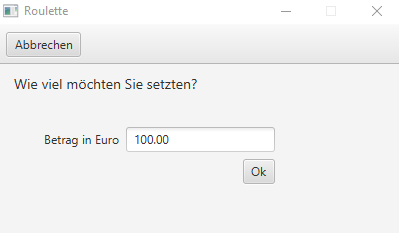 Roulette
Abbrechen
Wie viel möchten Sie setzten?
Betrag in Euro 100.00
Ok